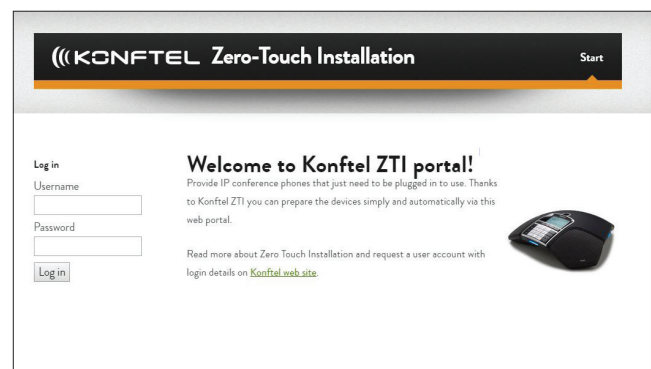 KONFTEL Zero-Touch Installation
Start
Log in
Username
Password
Log in
Welcome to Konftel ZTI portal!
Provide IP conference phones that just need to be plugged in to use. Thanks
to Konftel ZTI you can prepare the devices simply and automatically via this
web portal.
Read more about Zero Touch Installation and request a user account with
login details on Konftel web site.